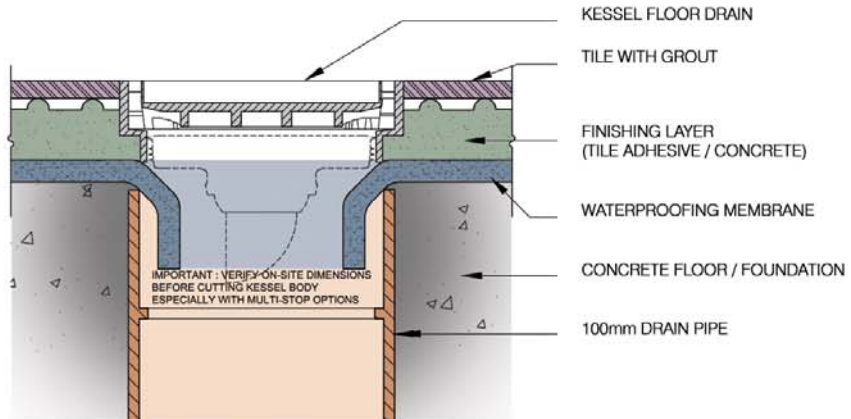 KESSEL FLOOR DRAIN
TILE WITH GROUT
FINISHING LAYER
(TILE ADHESIVE / CONCRETE)
WATERPROOFING MEMBRANE
CONCRETE FLOOR / FOUNDATION
100mm DRAIN PIPE
IMPORTANT : VERIFY-ON-SITE DIMENSIONS
BEFORE CUTTING KESSEL BODY
ESPECIALLY WITH MULTI-STOP OPTIONS